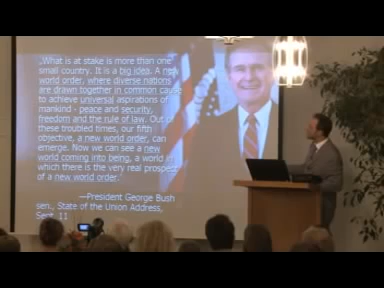 „What is at stake is more than one
small country. It is a big idea. A new
world order, where diverse nations
are drawn together in common cause
to achieve universal aspirations of
mankind - peace and security,
freedom and the rule of law. Out of
these troubled times, our fifth
objective, a new world order, can
emerge. Now we can see a new
world coming into being, a world in
which there is the very real prospect
of a new world order."
—President George Bush
sen., State of the Union Address,
Sept. 11